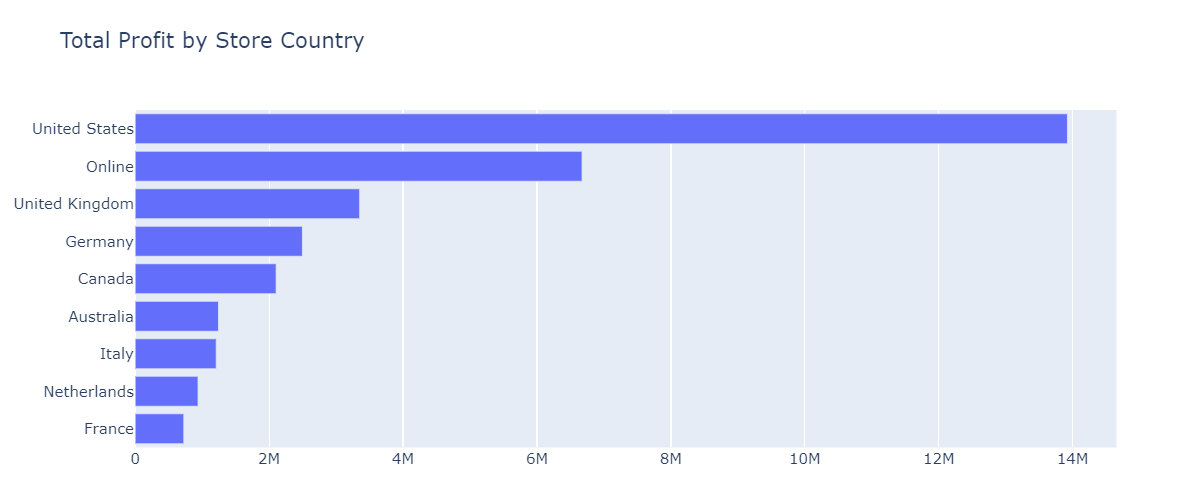 Total Profit by Store Country
United States
Online
United Kingdom
Germany
Canada
Australia
Italy
Netherlands
France
0 2M 4M 6M 8M 10M 12M 14M